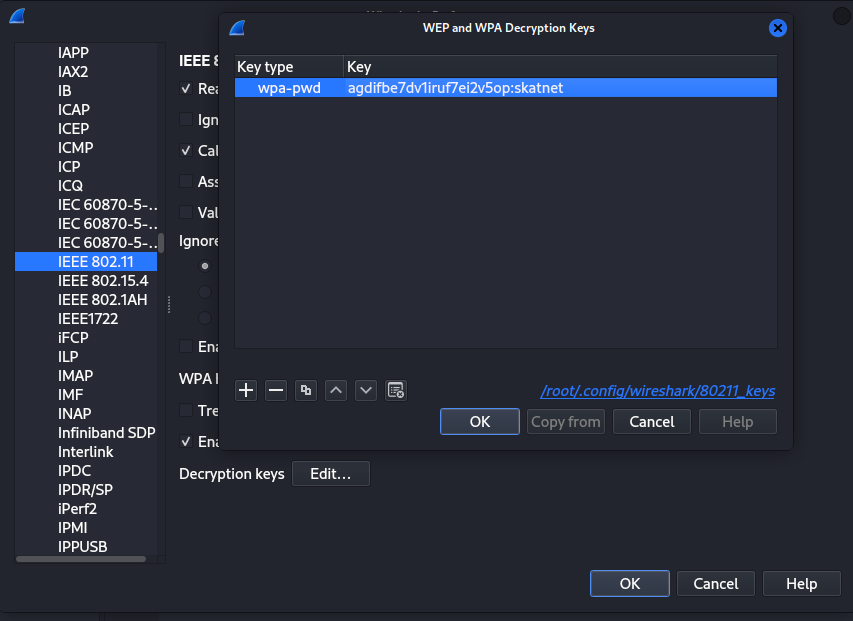 WEP and WPA Decryption Keys
Key type Key
wpa-pwd agdifbe7dv1iruf7ei2v5op:skatnet
/root/.config/wireshark/80211_keys
OK Copy from Cancel Help
IAPP
IAX2
IB
ICAP
ICEP
ICMP
ICP
ICQ
IEC 60870-5-…
IEC 60870-5-…
IEC 60870-5-…
IEEE 802.11
IEEE 802.15.4
IEEE 802.1AH
IEEE1722
iFCP
ILP
IMAP
IMF
INAP
Infiniband SDP
Interlink
IPDC
IPDR/SP
iPerf2
IPMI
IPPUSB
IEEE 8
Rea
Ign
Cal
Ass
Val
Ignore
Ena
WPA
Tre
Ena
Decryption keys Edit…
OK Cancel Help